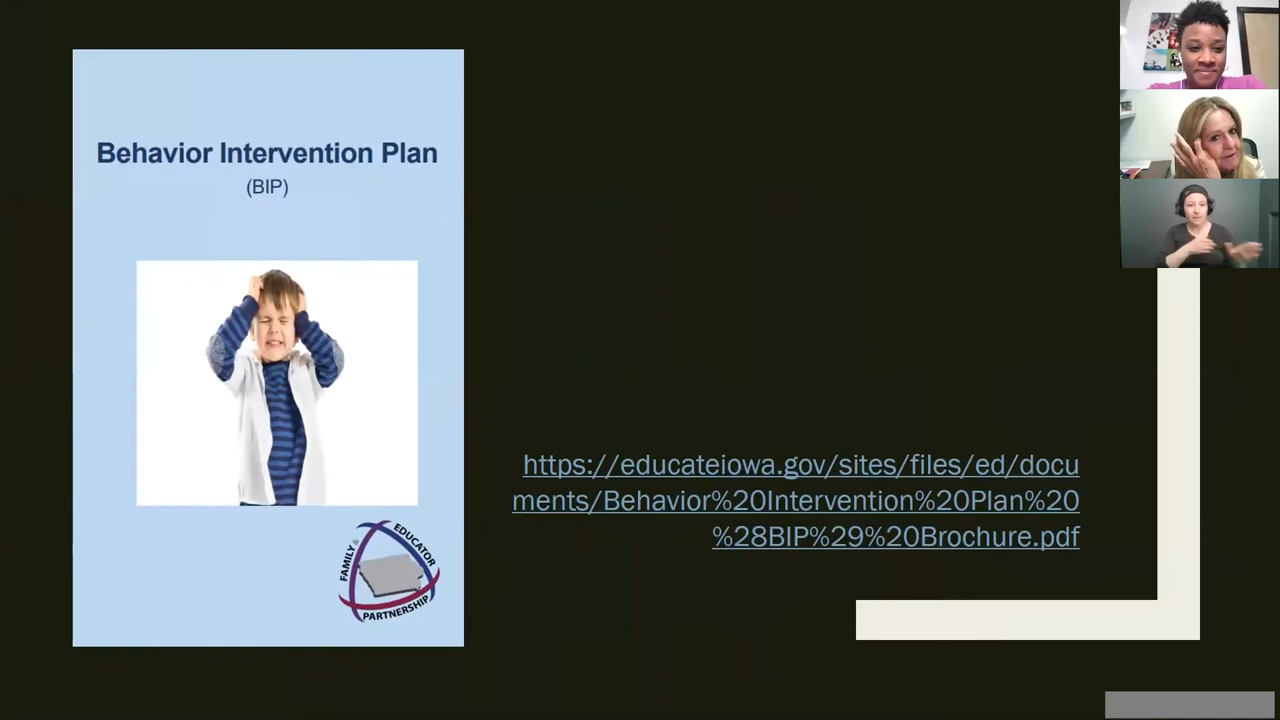 Behavior Intervention Plan
(BIP)
FAMILY
EDUCATOR
PARTNERSHIP
https://educateiowa.gov/sites/files/ed/docu
ments/Behavior%20Intervention%20Plan%20
%28BIP%29%20Brochure.pdf